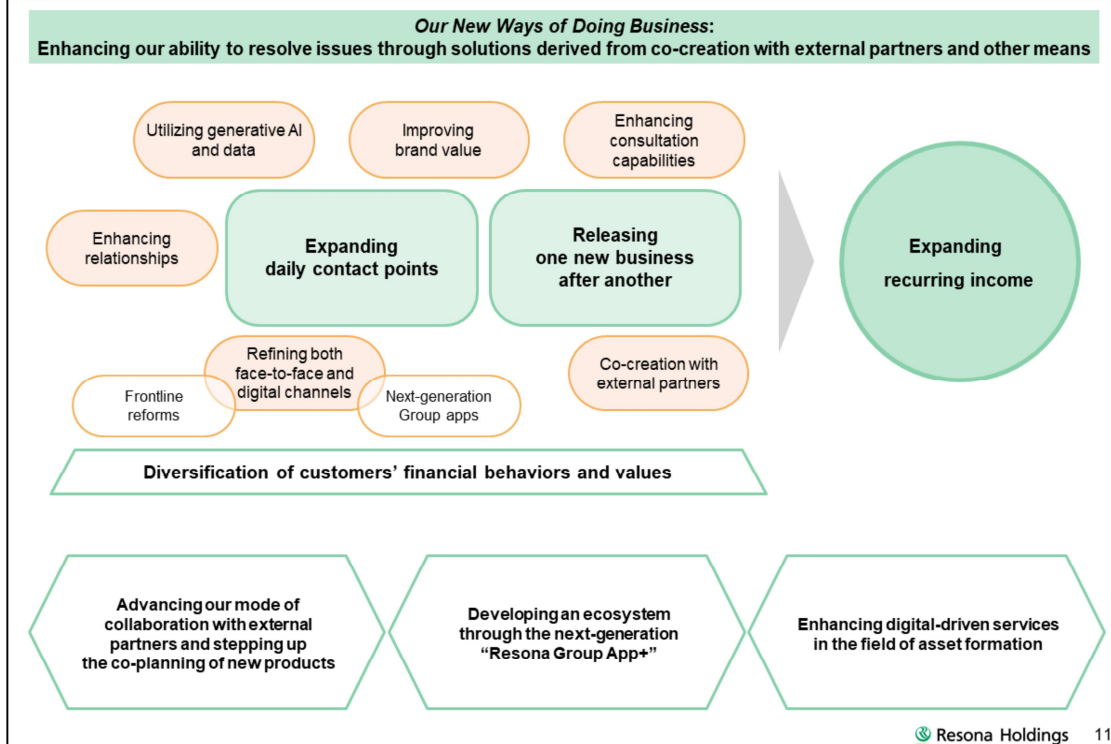 Our New Ways of Doing Business:
Enhancing our ability to resolve issues through solutions derived from co-creation with external partners and other means
Utilizing generative AI
and data
Improving
brand value
Enhancing
consultation
capabilities
Enhancing
relationships
Expanding
daily contact points
Releasing
one new business
after another
Expanding
recurring income
Refining both
face-to-face and
digital channels
Frontline
reforms
Next-generation
Group apps
Co-creation with
external partners
Diversification of customers' financial behaviors and values
Advancing our mode of
collaboration with external
partners and stepping up
the co-planning of new products
Developing an ecosystem
through the next-generation
“Resona Group App+”
Enhancing digital-driven services
in the field of asset formation
Resona Holdings 11